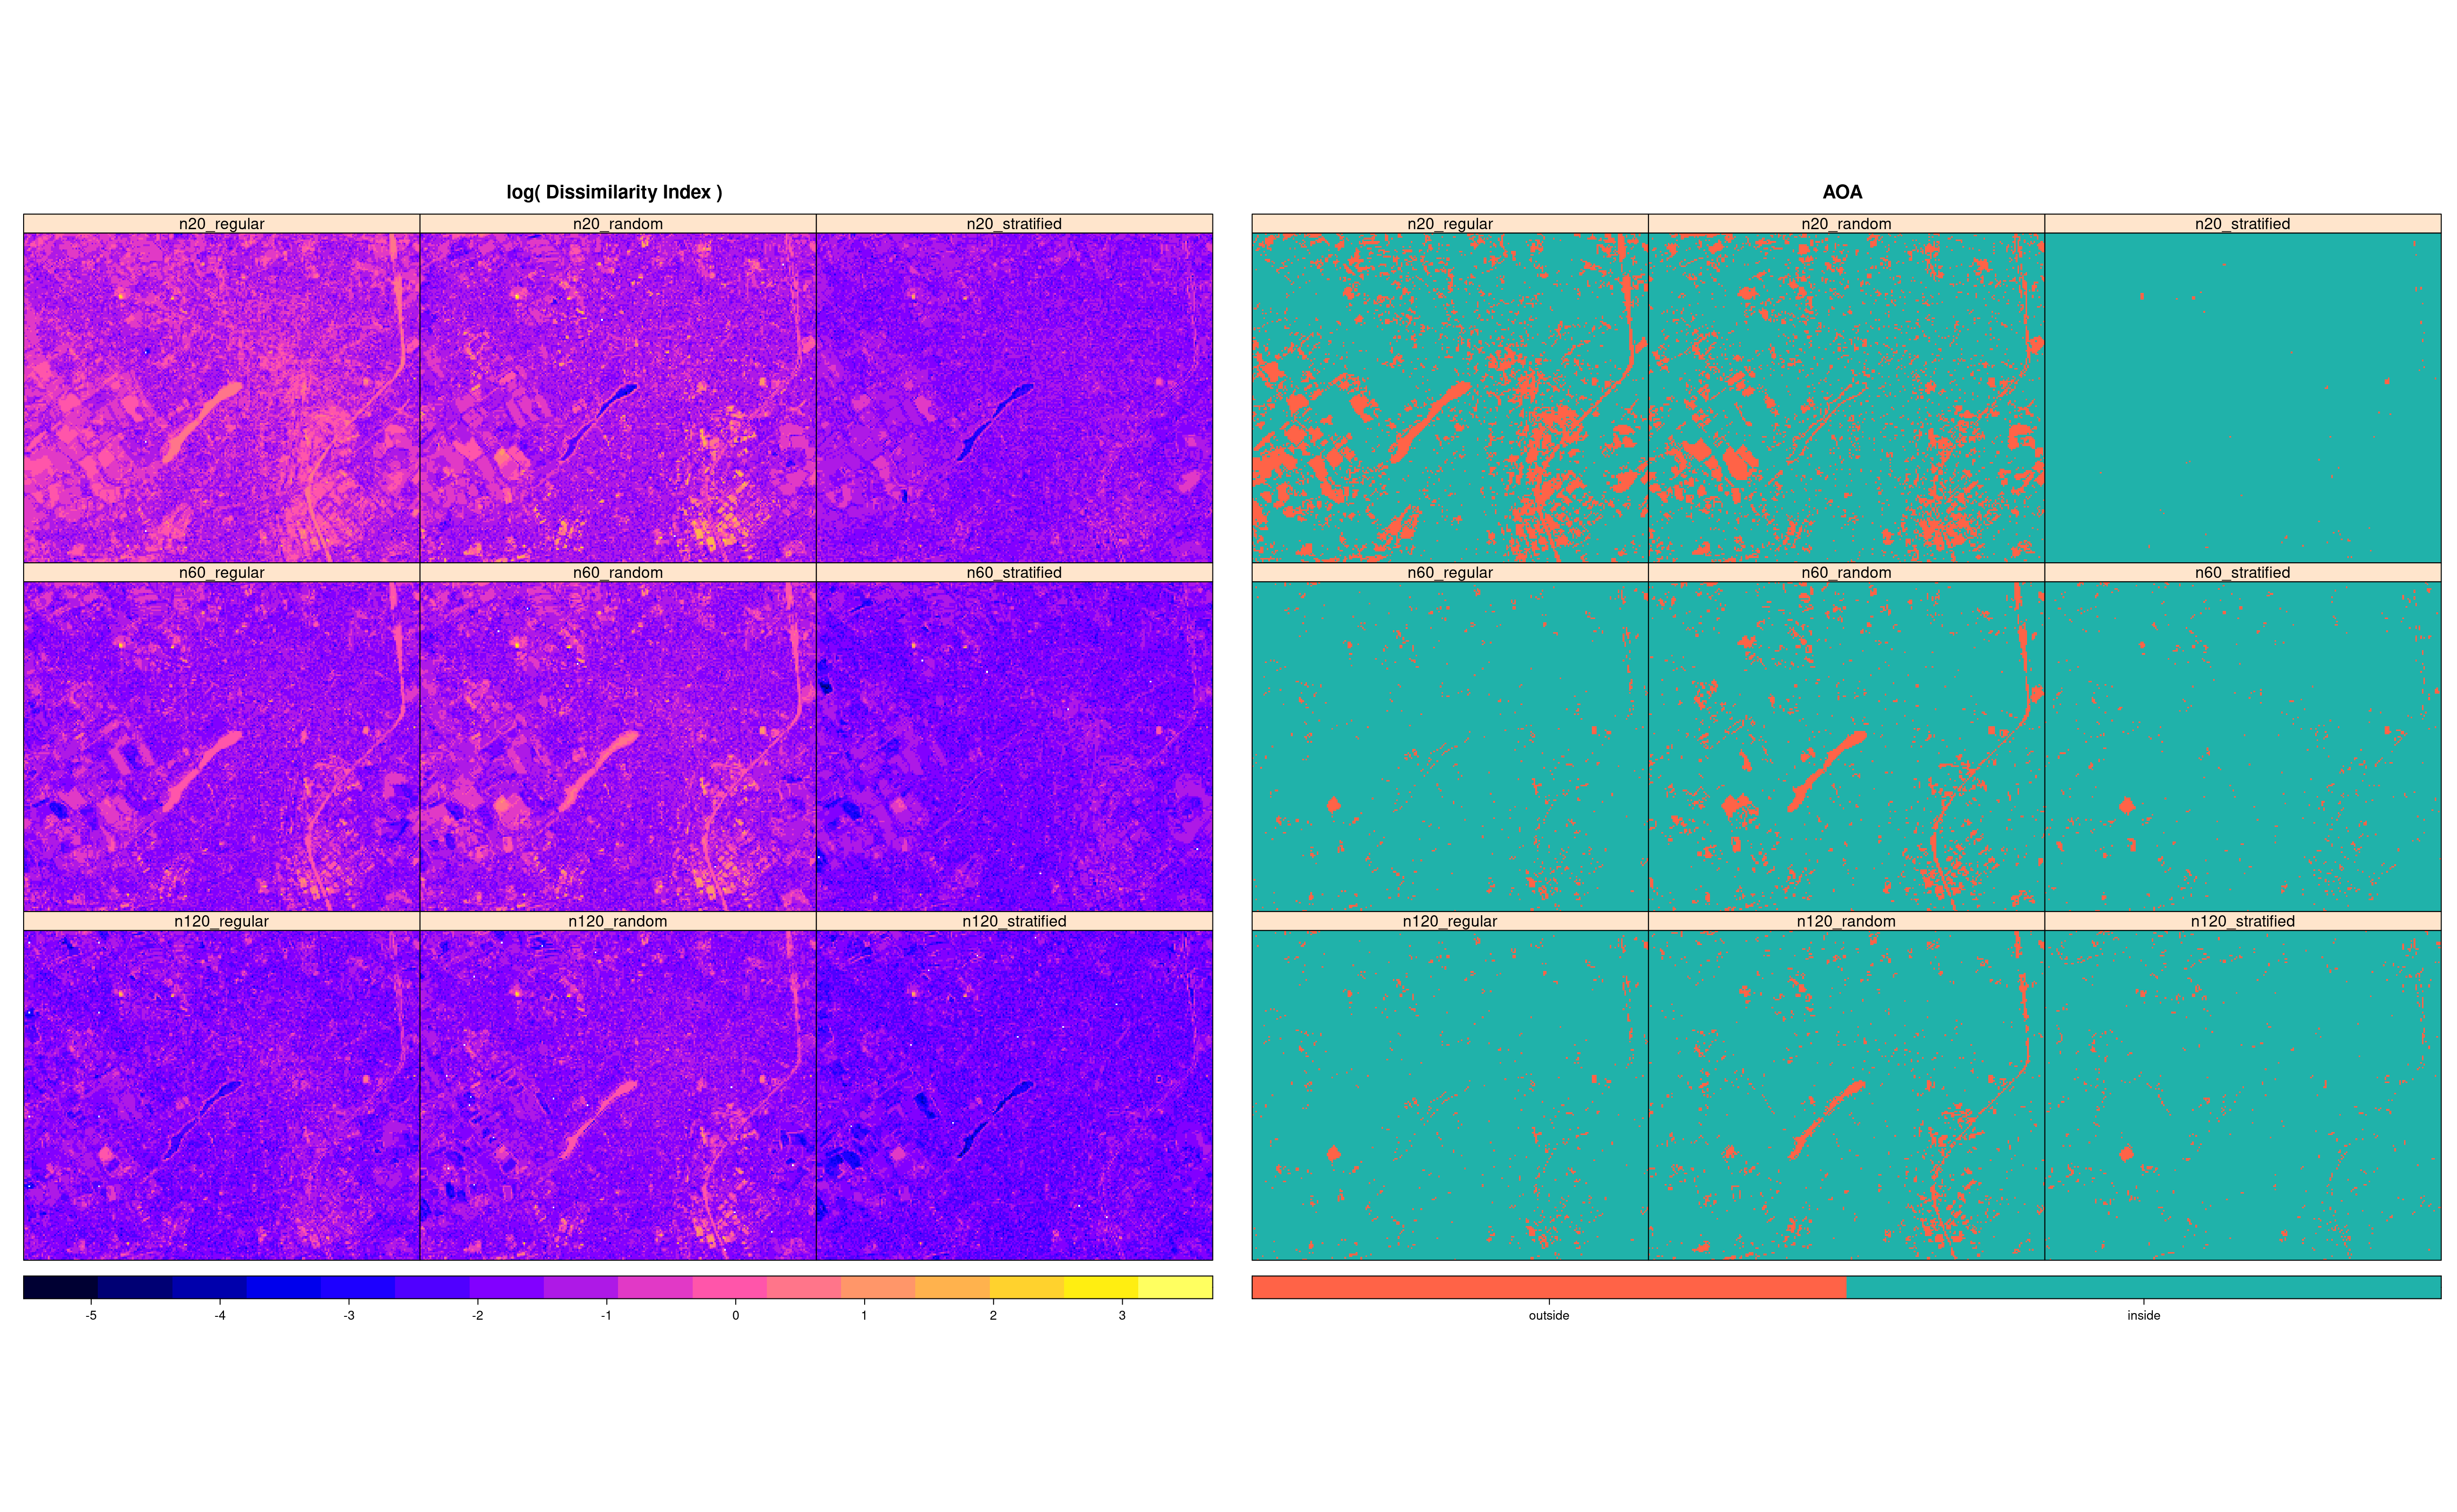 log( Dissimilarity Index )
n20_regular n20_random n20_stratified
n60_regular n60_random n60_stratified
n120_regular n120_random n120_stratified
-5 -4 -3 -2 -1 0 1 2 3
AOA
n20_regular n20_random n20_stratified
n60_regular n60_random n60_stratified
n120_regular n120_random n120_stratified
outside inside